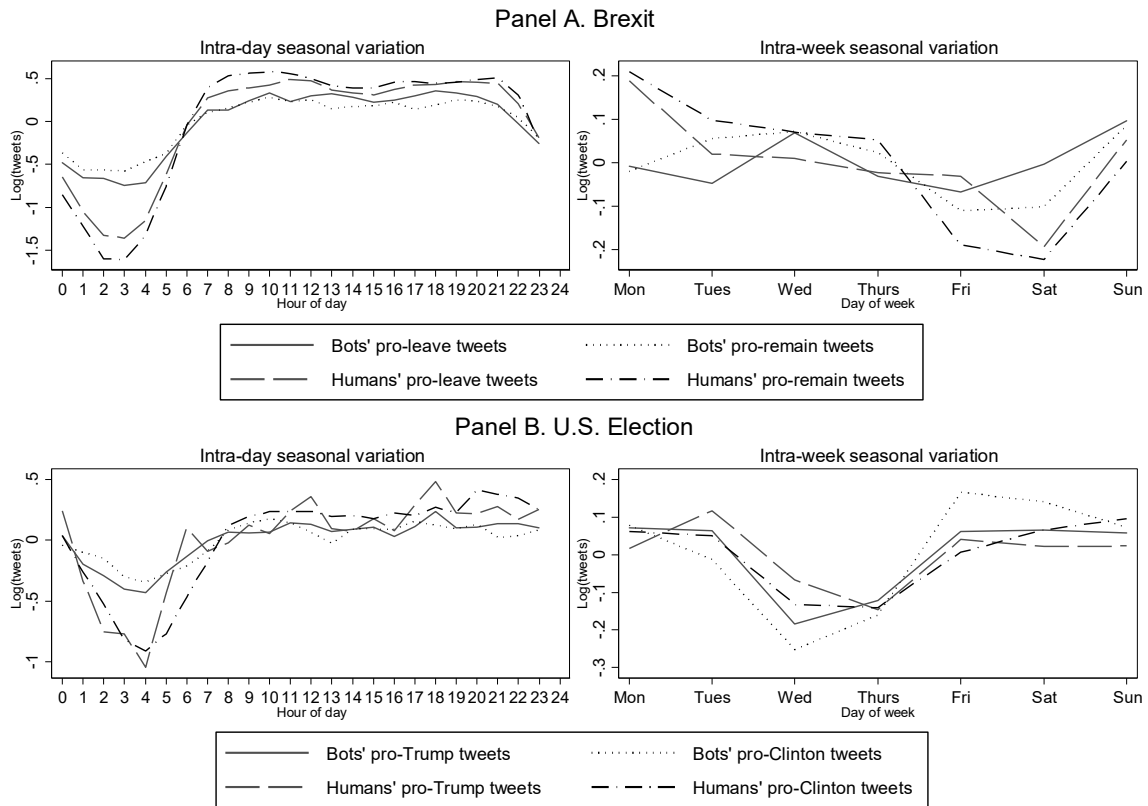 Panel A. Brexit
Intra-day seasonal variation
Log(tweets)
.5
0
-.5
-1
-1.5
0 1 2 3 4 5 6 7 8 9 10 11 12 13 14 15 16 17 18 19 20 21 22 23 24
Hour of day
Intra-week seasonal variation
Log(tweets)
.2
.1
0
-.1
-.2
Mon Tues Wed Thurs Fri Sat Sun
Day of week
Bots' pro-leave tweets
Bots' pro-remain tweets
Humans' pro-leave tweets
Humans' pro-remain tweets
Panel B. U.S. Election
Intra-day seasonal variation
Log(tweets)
.5
0
-.5
-1
0 1 2 3 4 5 6 7 8 9 10 11 12 13 14 15 16 17 18 19 20 21 22 23 24
Hour of day
Intra-week seasonal variation
Log(tweets)
.2
.1
0
-.1
-.2
-.3
Mon Tues Wed Thurs Fri Sat Sun
Day of week
Bots' pro-Trump tweets
Bots' pro-Clinton tweets
Humans' pro-Trump tweets
Humans' pro-Clinton tweets